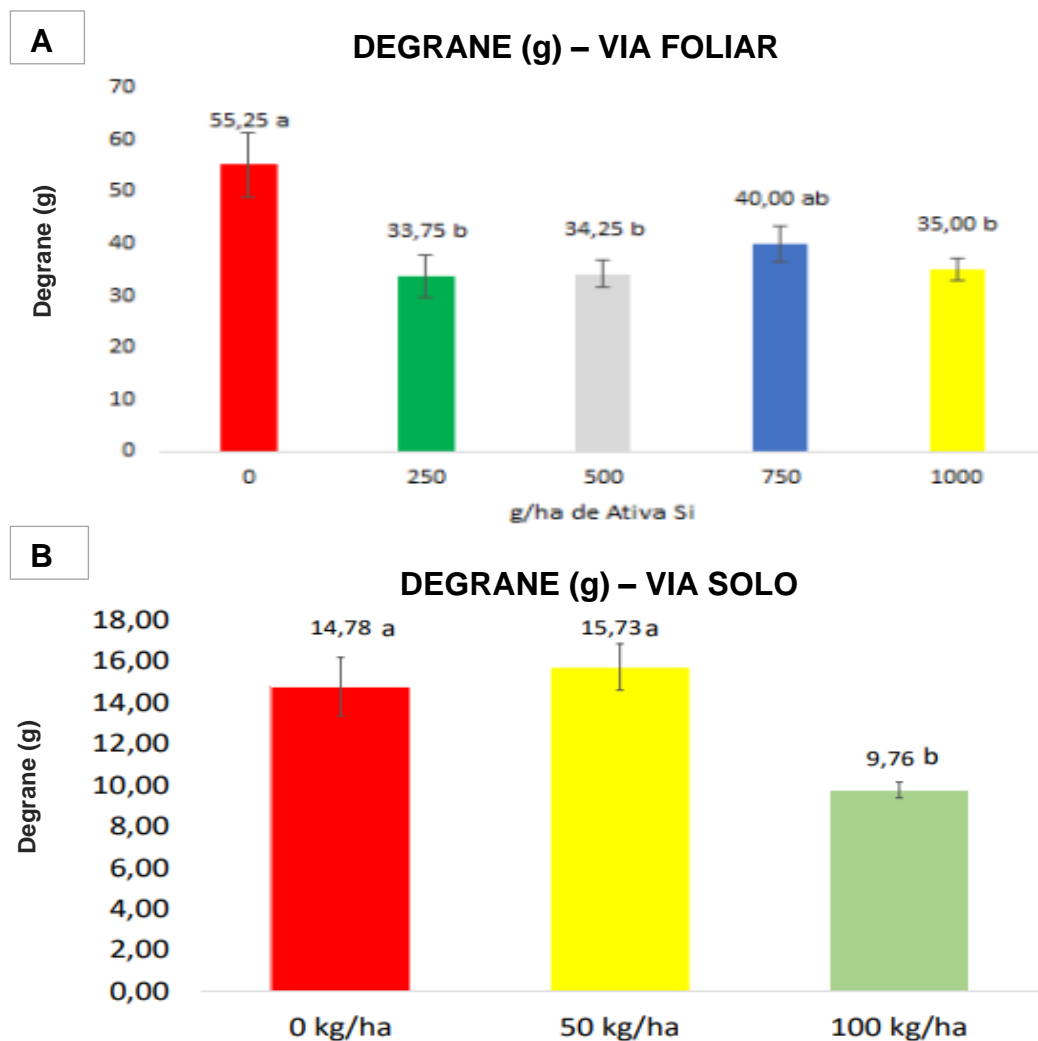 A
DEGRANE (g) – VIA FOLIAR
Degrane (g)
70
60
50
40
30
20
10
0
55,25 a
33,75 b
34,25 b
40,00 ab
35,00 b
0 250 500 750 1000
g/ha de Ativa Si
B
DEGRANE (g) – VIA SOLO
Degrane (g)
18,00
16,00
14,00
12,00
10,00
8,00
6,00
4,00
2,00
0,00
14,78 a
15,73 a
9,76 b
0 kg/ha 50 kg/ha 100 kg/ha